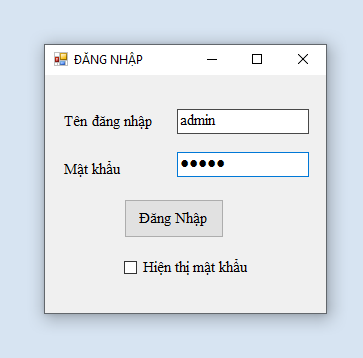 ĐĂNG NHẬP
Tên đăng nhập admin
Mật khẩu ●●●●●
Đăng Nhập
Hiện thị mật khẩu